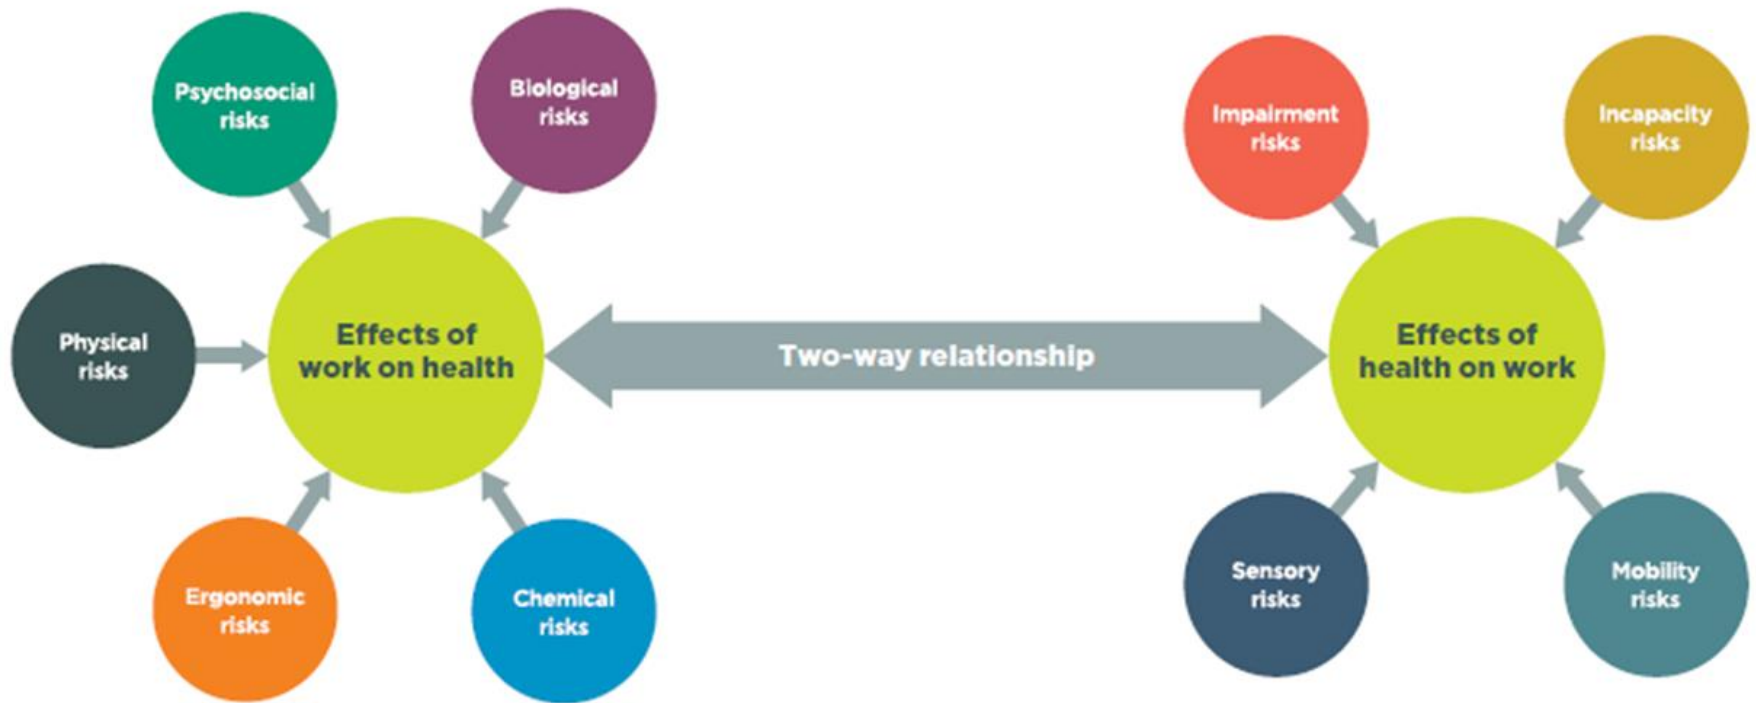 Psychosocial
risks
Biological
risks
Physical
risks
Effects of
work on health
Ergonomic
risks
Chemical
risks
Two-way relationship
Impairment
risks
Incapacity
risks
Effects of
health on work
Sensory
risks
Mobility
risks